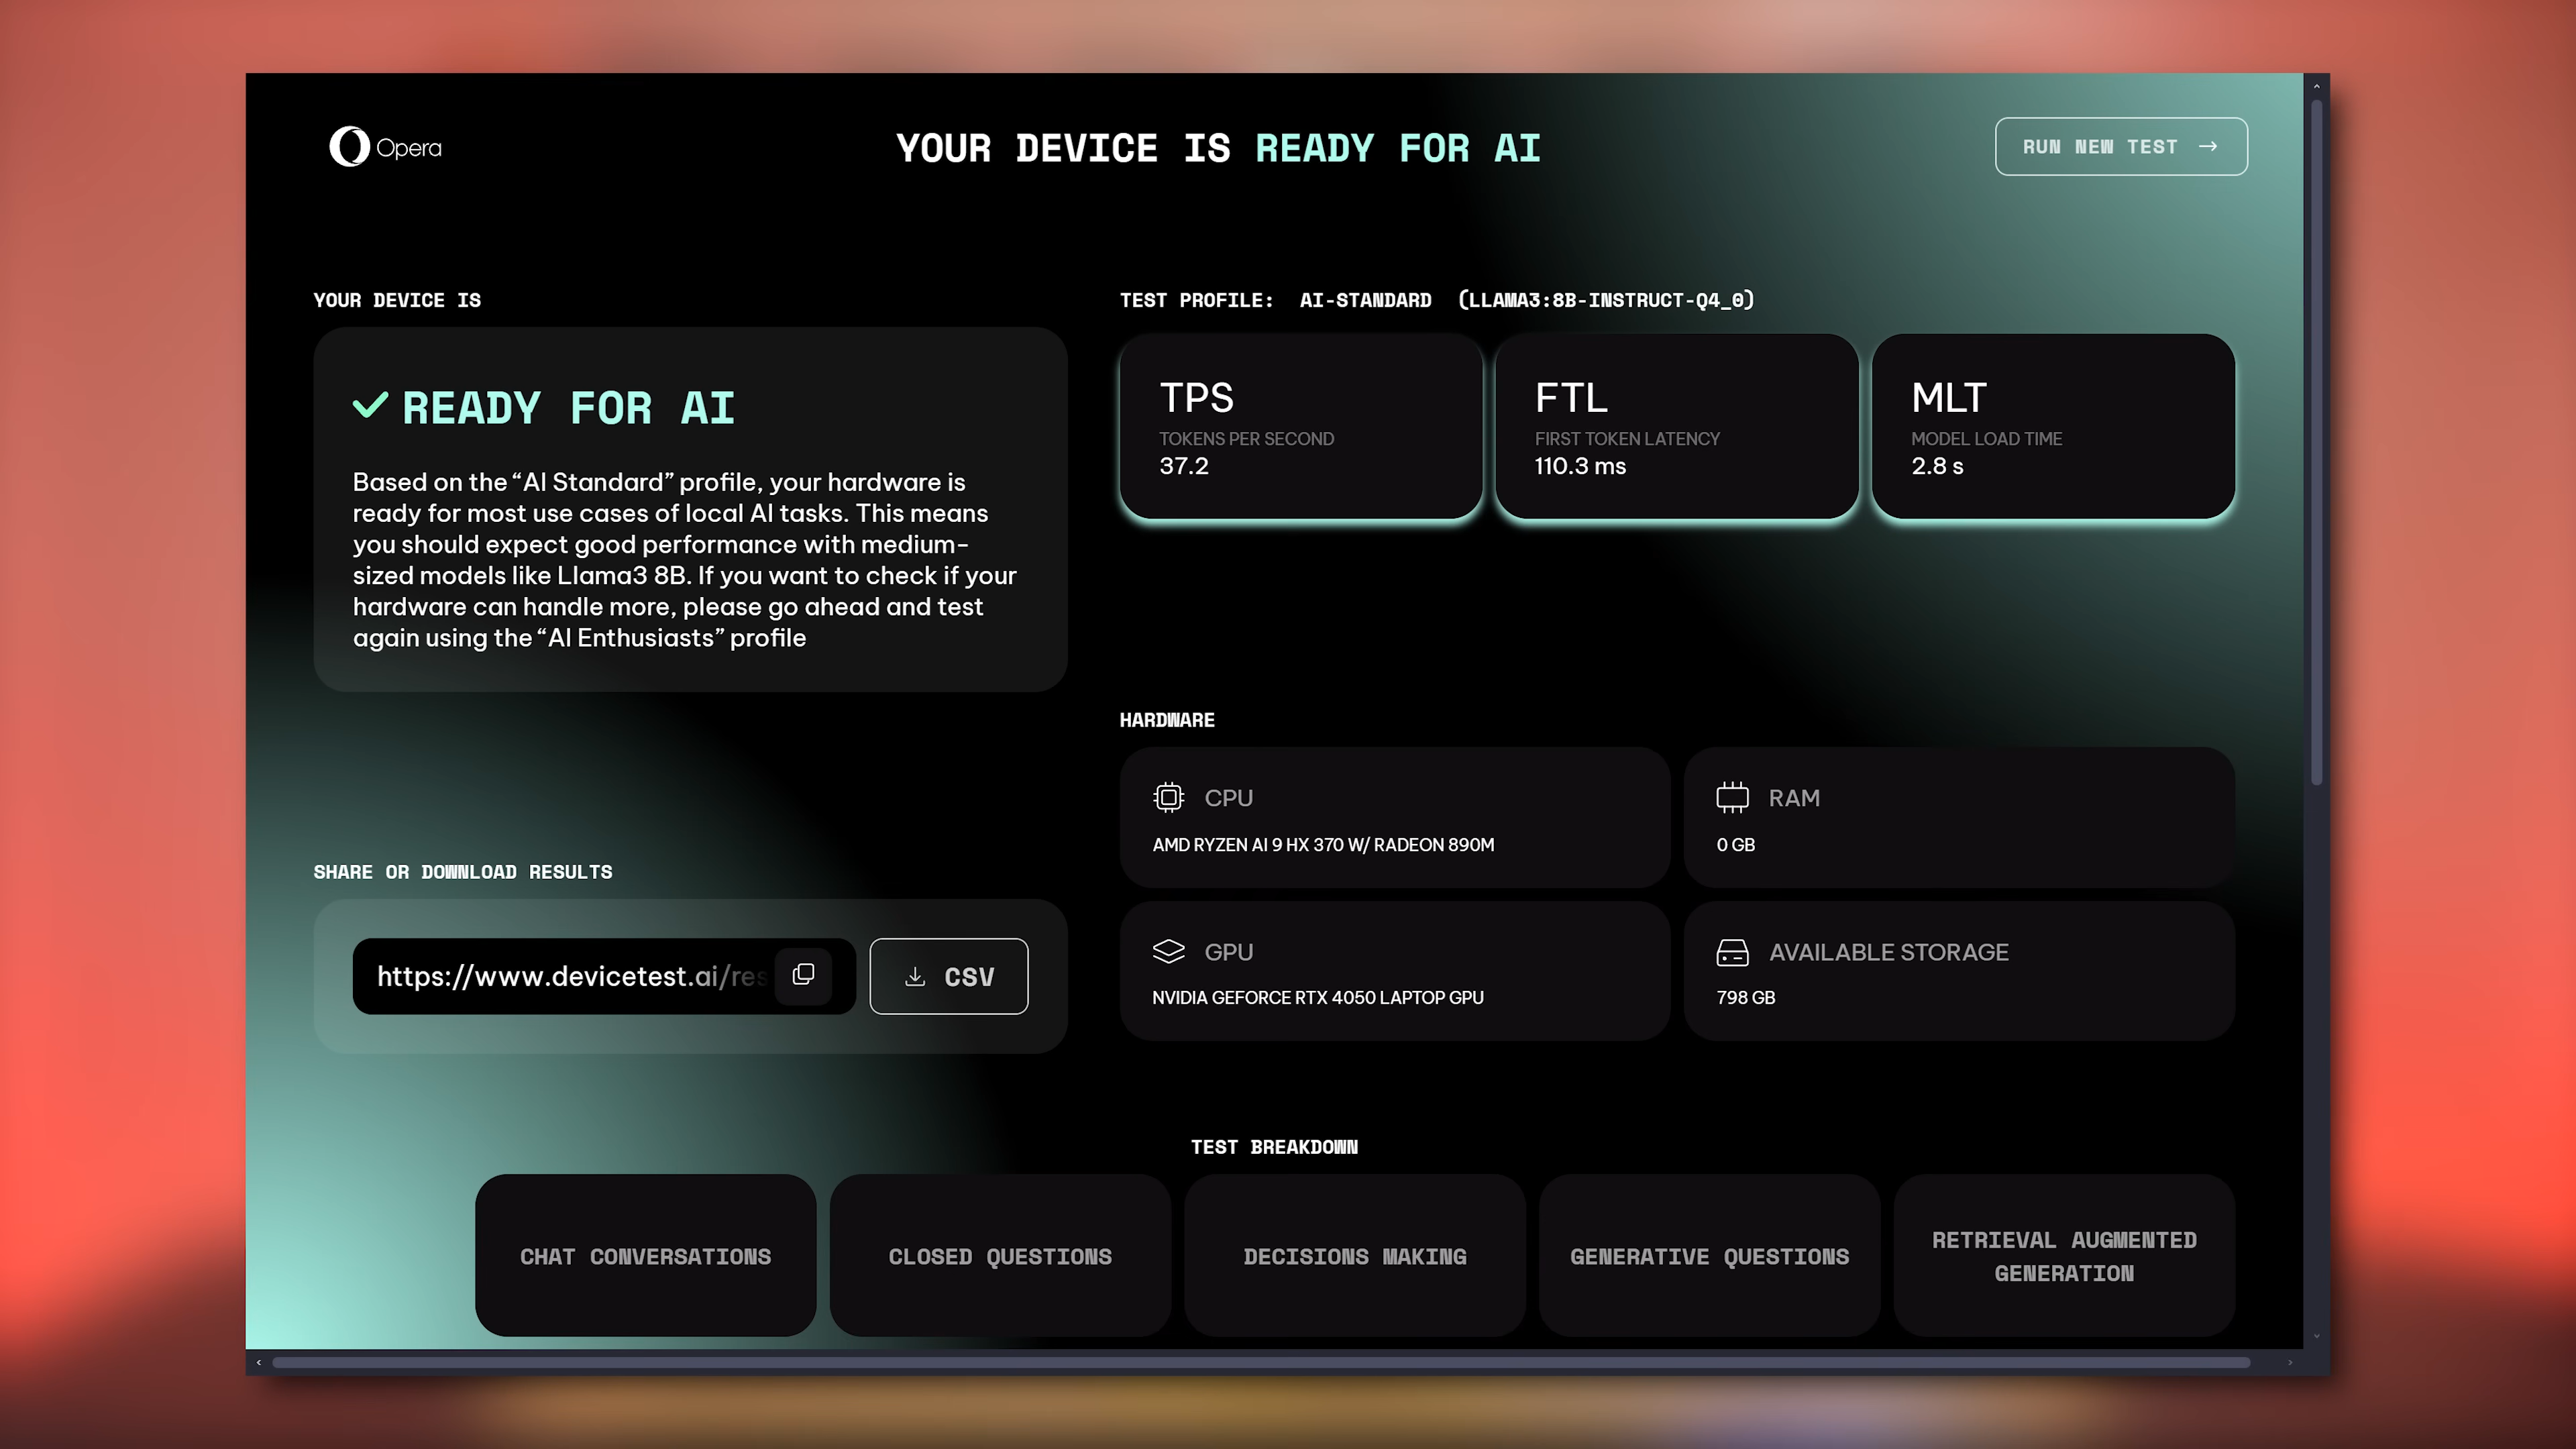 Opera
YOUR DEVICE IS READY FOR AI
RUN NEW TEST
YOUR DEVICE IS
READY FOR AI
Based on the “AI Standard” profile, your hardware is
ready for most use cases of local AI tasks. This means
you should expect good performance with medium-
sized models like Llama3 8B. If you want to check if your
hardware can handle more, please go ahead and test
again using the “AI Enthusiasts” profile
TEST PROFILE: AI-STANDARD (LLAMA3:8B-INSTRUCT-Q4_0)
TPS
TOKENS PER SECOND
37.2
FTL
FIRST TOKEN LATENCY
110.3 ms
MLT
MODEL LOAD TIME
2.8 s
SHARE OR DOWNLOAD RESULTS
https://www.devicetest.ai/res
CSV
HARDWARE
CPU
AMD RYZEN AI 9 HX 370 W/ RADEON 890M
RAM
0 GB
GPU
NVIDIA GEFORCE RTX 4050 LAPTOP GPU
AVAILABLE STORAGE
798 GB
TEST BREAKDOWN
CHAT CONVERSATIONS
CLOSED QUESTIONS
DECISIONS MAKING
GENERATIVE QUESTIONS
RETRIEVAL AUGMENTED
GENERATION